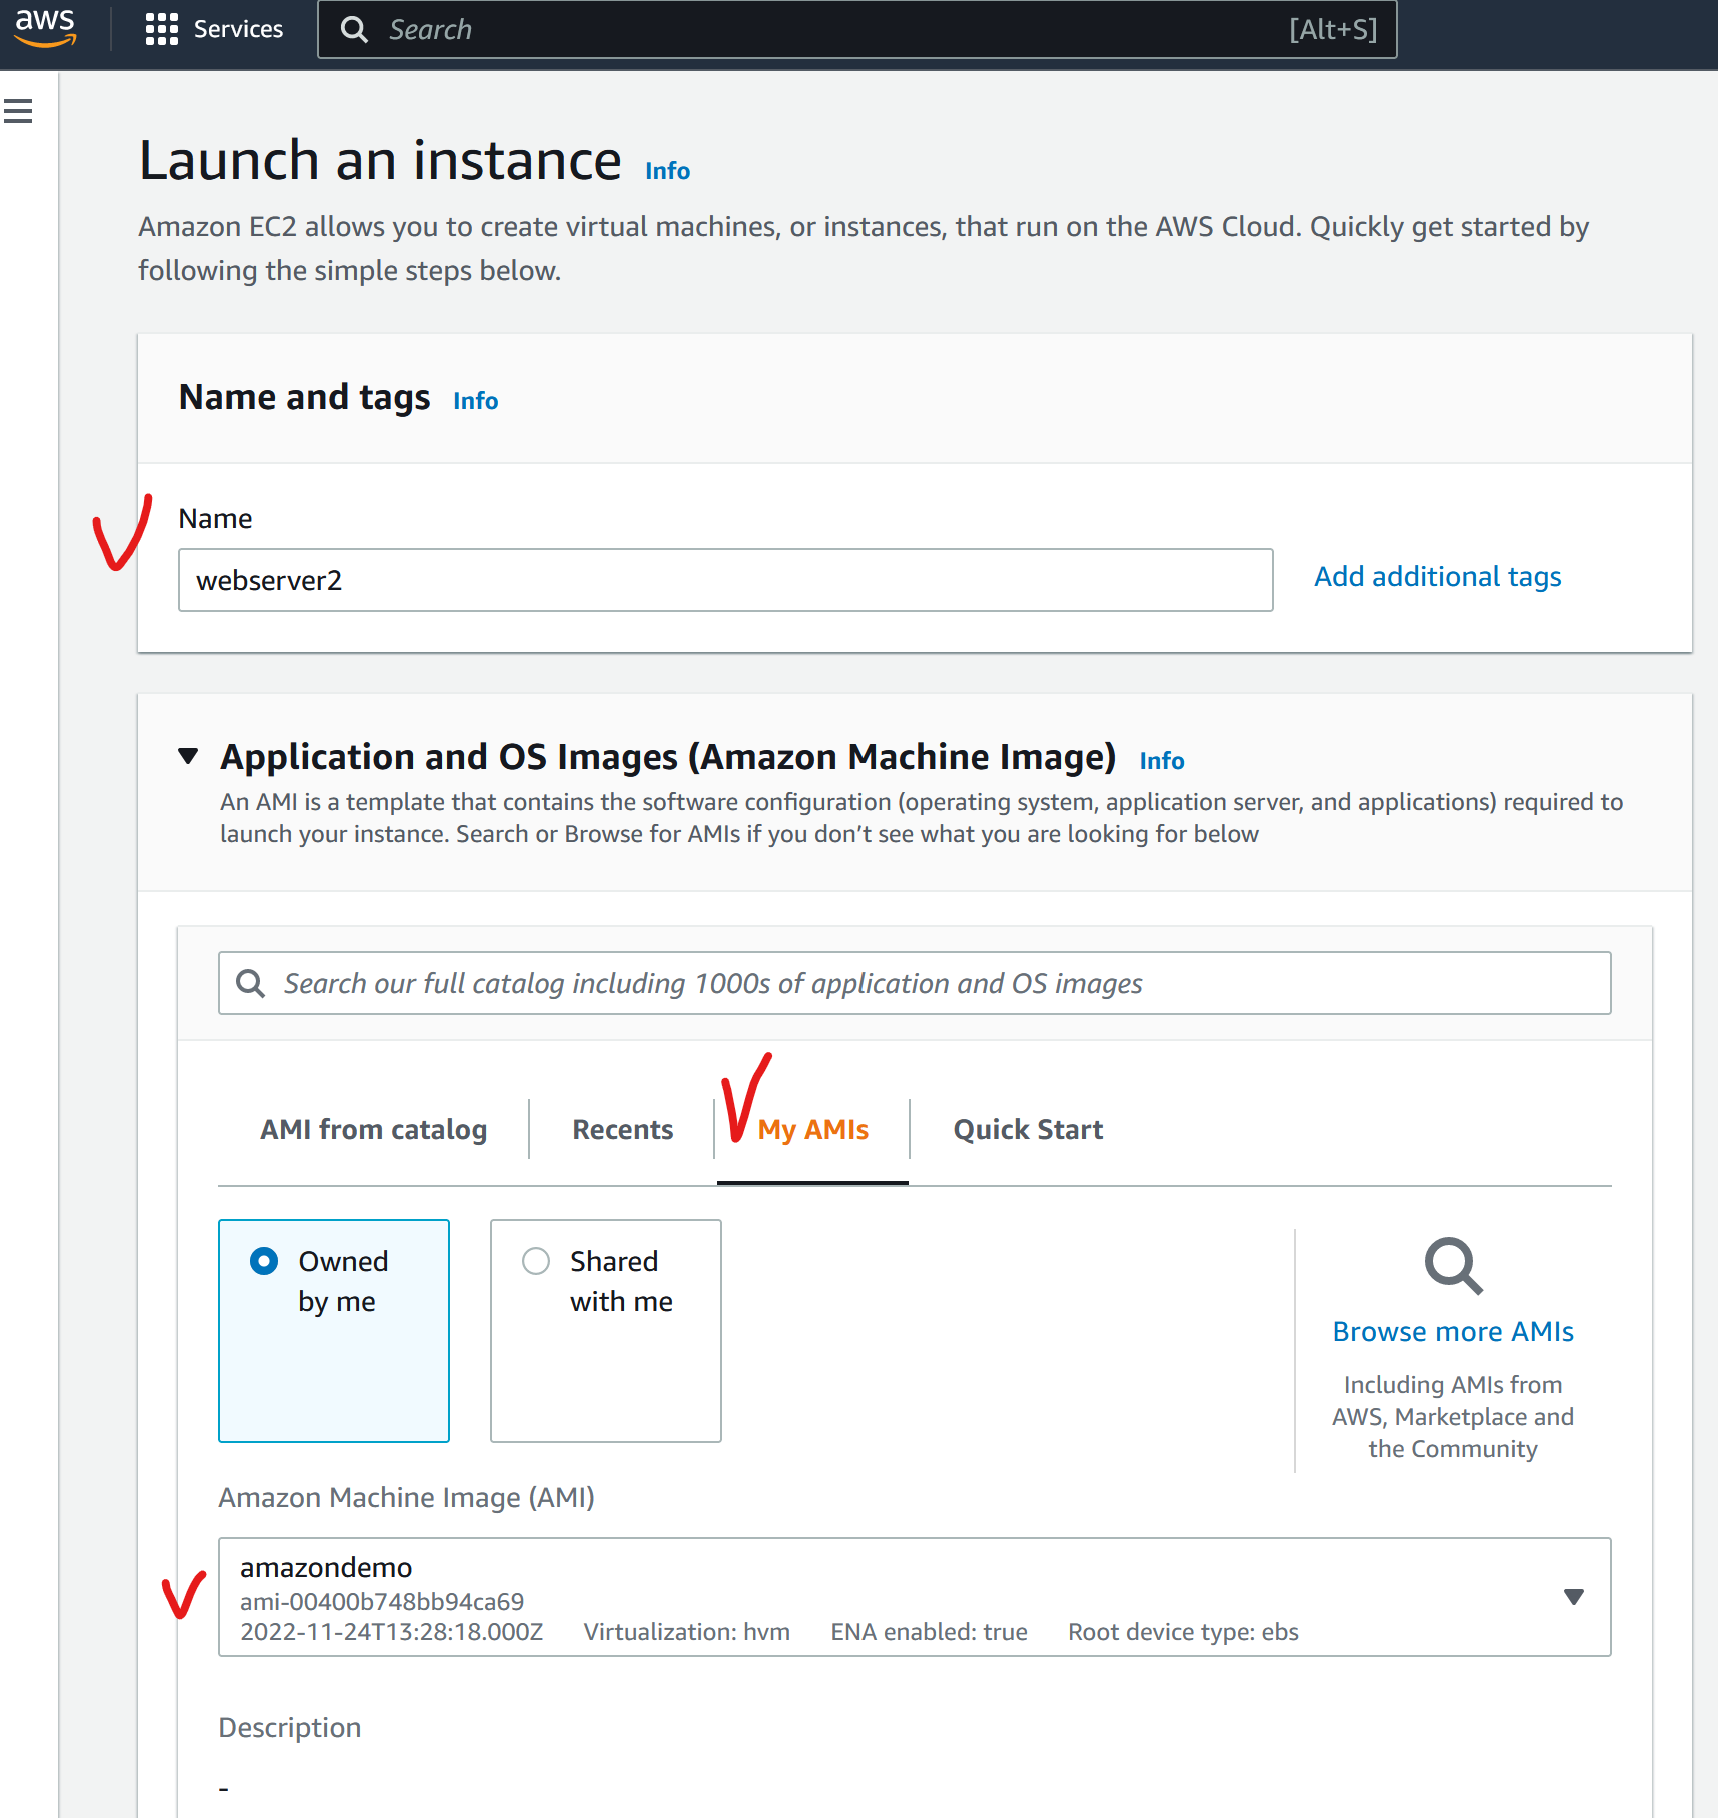 aws Services Search [Alt+S]
Launch an instance Info
Amazon EC2 allows you to create virtual machines, or instances, that run on the AWS Cloud. Quickly get started by
following the simple steps below.
Name and tags Info
Name
webserver2
Add additional tags
Application and OS Images (Amazon Machine Image) Info
An AMI is a template that contains the software configuration (operating system, application server, and applications) required to
launch your instance. Search or Browse for AMIs if you don’t see what you are looking for below
Search our full catalog including 1000s of application and OS images
AMI from catalog Recents My AMIs Quick Start
Owned
by me
Shared
with me
Browse more AMIs
Including AMIs from
AWS, Marketplace and
the Community
Amazon Machine Image (AMI)
amazondemo
ami-00400b748bb94ca69
2022-11-24T13:28:18.000Z Virtualization: hvm ENA enabled: true Root device type: ebs
Description
-